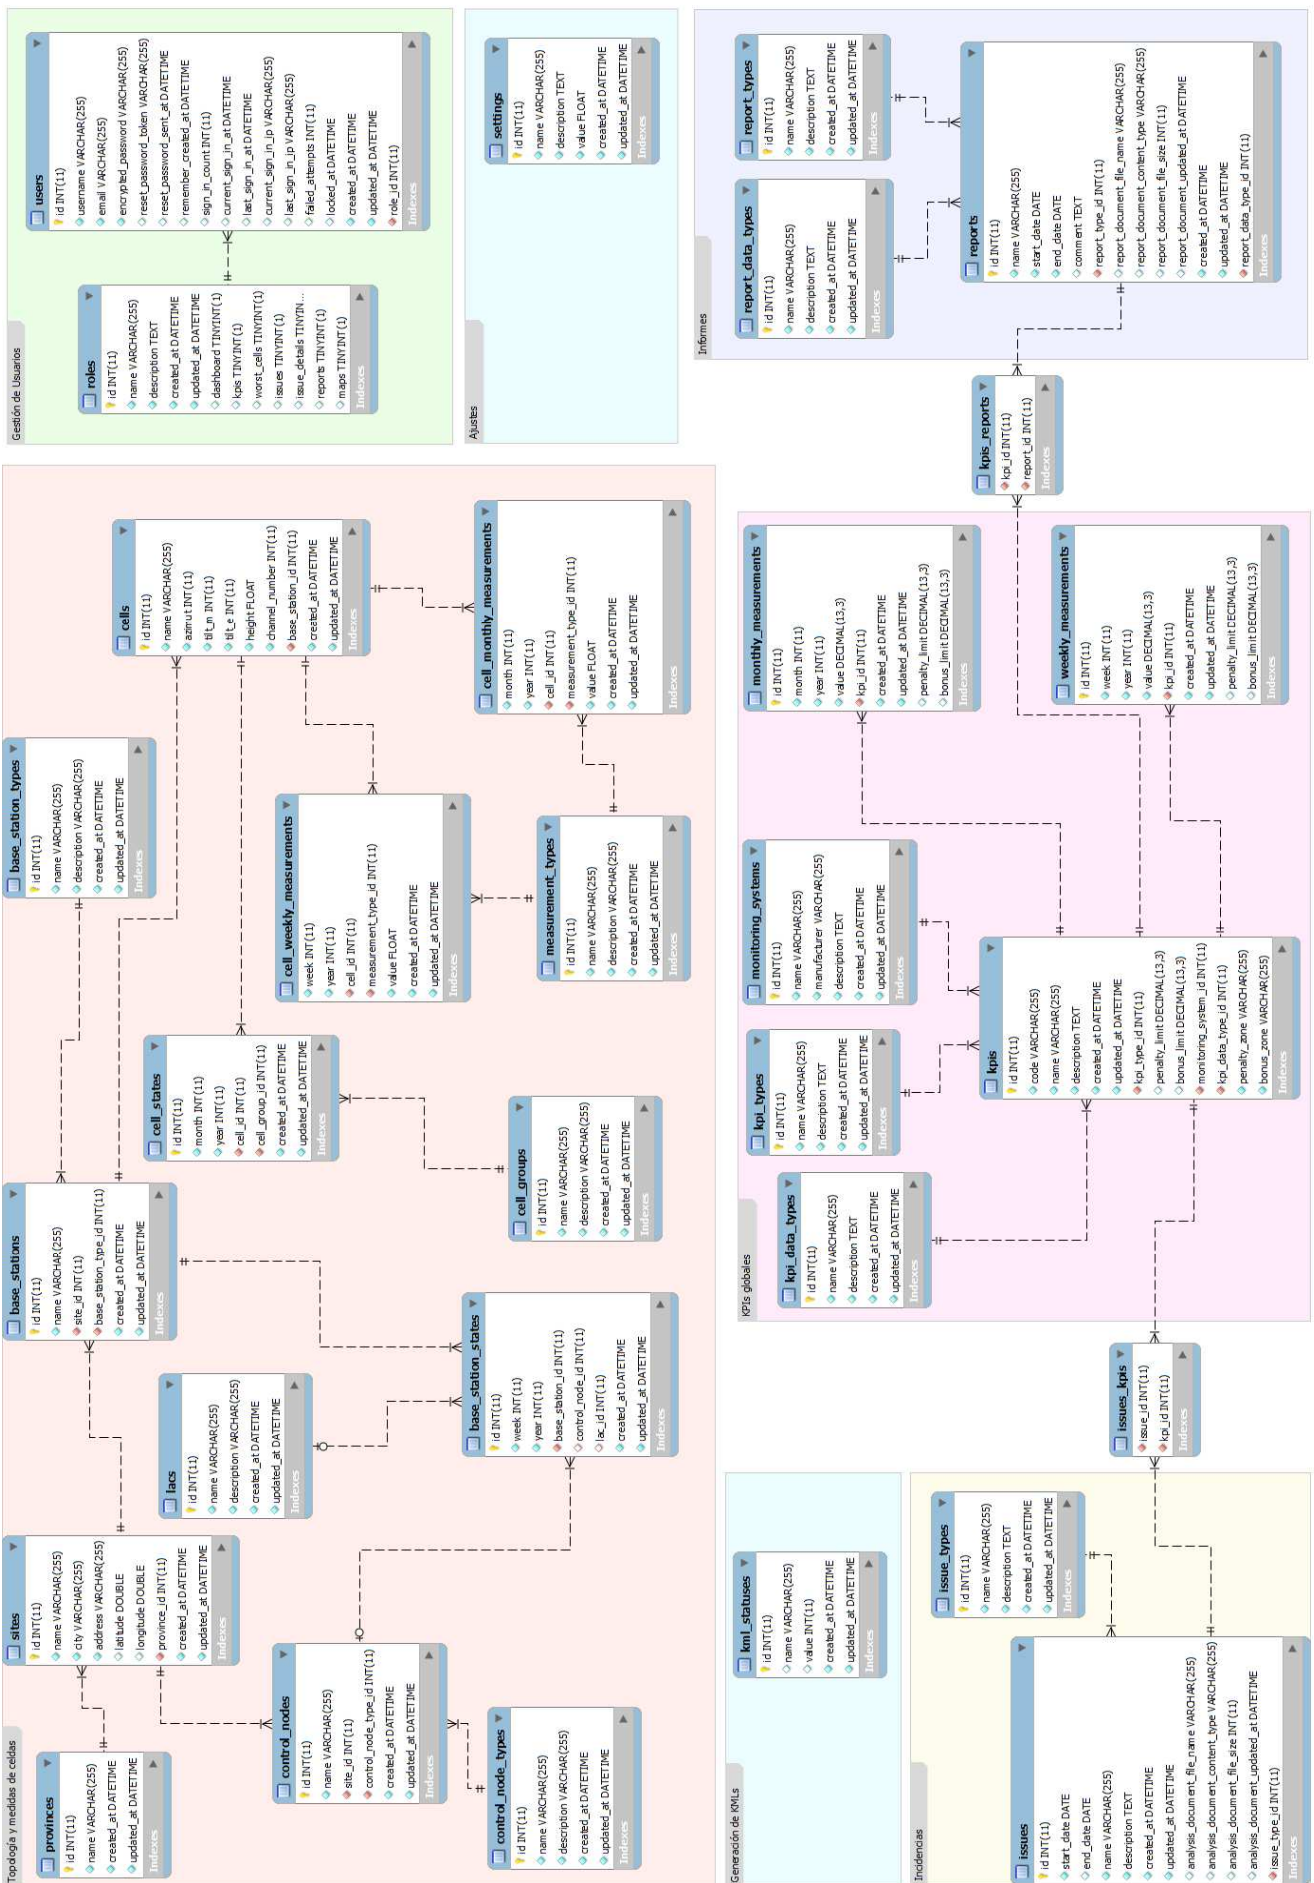 Topología y medidas de celdas
provinces
id INT(11)
name VARCHAR(255)
created_at DATETIME
updated_at DATETIME
Indexes
sites
id INT(11)
name VARCHAR(255)
city VARCHAR(255)
address VARCHAR(255)
latitude DOUBLE
longitude DOUBLE
province_id INT(11)
created_at DATETIME
updated_at DATETIME
Indexes
base_stations
id INT(11)
name VARCHAR(255)
site_id INT(11)
base_station_type_id INT(11)
created_at DATETIME
updated_at DATETIME
Indexes
base_station_types
id INT(11)
name VARCHAR(255)
description VARCHAR(255)
created_at DATETIME
updated_at DATETIME
Indexes
control_nodes
id INT(11)
name VARCHAR(255)
site_id INT(11)
control_node_type_id INT(11)
created_at DATETIME
updated_at DATETIME
Indexes
lacs
id INT(11)
name VARCHAR(255)
description VARCHAR(255)
created_at DATETIME
updated_at DATETIME
Indexes
cell_states
id INT(11)
month INT(11)
year INT(11)
cell_id INT(11)
cell_group_id INT(11)
created_at DATETIME
updated_at DATETIME
Indexes
cells
id INT(11)
name VARCHAR(255)
azimut INT(11)
tilt_m INT(11)
tilt_e INT(11)
height FLOAT
channel_number INT(11)
base_station_id INT(11)
created_at DATETIME
updated_at DATETIME
Indexes
cell_weekly_measurements
week INT(11)
year INT(11)
cell_id INT(11)
measurement_type_id INT(11)
value FLOAT
created_at DATETIME
updated_at DATETIME
Indexes
control_node_types
id INT(11)
name VARCHAR(255)
description VARCHAR(255)
created_at DATETIME
updated_at DATETIME
Indexes
base_station_states
id INT(11)
week INT(11)
year INT(11)
base_station_id INT(11)
control_node_id INT(11)
lac_id INT(11)
created_at DATETIME
updated_at DATETIME
Indexes
cell_groups
id INT(11)
name VARCHAR(255)
description VARCHAR(255)
created_at DATETIME
updated_at DATETIME
Indexes
measurement_types
id INT(11)
name VARCHAR(255)
description VARCHAR(255)
created_at DATETIME
updated_at DATETIME
Indexes
cell_monthly_measurements
month INT(11)
year INT(11)
cell_id INT(11)
measurement_type_id INT(11)
value FLOAT
created_at DATETIME
updated_at DATETIME
Indexes
Gestión de Usuarios
roles
id INT(11)
name VARCHAR(255)
description TEXT
created_at DATETIME
updated_at DATETIME
dashboard TINYINT(1)
kpis TINYINT(1)
worst_cells TINYINT(1)
issues TINYINT(1)
issue_details TINYIN...
reports TINYINT(1)
maps TINYINT(1)
Indexes
users
id INT(11)
username VARCHAR(255)
email VARCHAR(255)
encrypted_password VARCHAR(255)
reset_password_token VARCHAR(255)
reset_password_sent_at DATETIME
remember_created_at DATETIME
sign_in_count INT(11)
current_sign_in_at DATETIME
last_sign_in_at DATETIME
current_sign_in_ip VARCHAR(255)
last_sign_in_ip VARCHAR(255)
failed_attempts INT(11)
locked_at DATETIME
created_at DATETIME
updated_at DATETIME
role_id INT(11)
Indexes
Ajustes
settings
id INT(11)
name VARCHAR(255)
description TEXT
value FLOAT
created_at DATETIME
updated_at DATETIME
Indexes
Generación de KMLs
kml_statuses
id INT(11)
name VARCHAR(255)
value INT(11)
created_at DATETIME
updated_at DATETIME
Indexes
Incidencias
issues
id INT(11)
start_date DATE
end_date DATE
name VARCHAR(255)
description TEXT
created_at DATETIME
updated_at DATETIME
analysis_document_file_name VARCHAR(255)
analysis_document_content_type VARCHAR(255)
analysis_document_file_size INT(11)
analysis_document_updated_at DATETIME
issue_type_id INT(11)
Indexes
issue_types
id INT(11)
name VARCHAR(255)
description TEXT
created_at DATETIME
updated_at DATETIME
Indexes
issues_kpis
issue_id INT(11)
kpi_id INT(11)
Indexes
KPIs globales
kpi_data_types
id INT(11)
name VARCHAR(255)
description TEXT
created_at DATETIME
updated_at DATETIME
Indexes
kpi_types
id INT(11)
name VARCHAR(255)
description TEXT
created_at DATETIME
updated_at DATETIME
Indexes
monitoring_systems
id INT(11)
name VARCHAR(255)
manufacturer VARCHAR(255)
description TEXT
created_at DATETIME
updated_at DATETIME
Indexes
monthly_measurements
id INT(11)
month INT(11)
year INT(11)
value DECIMAL(13,3)
kpi_id INT(11)
created_at DATETIME
updated_at DATETIME
penalty_limit DECIMAL(13,3)
bonus_limit DECIMAL(13,3)
Indexes
kpis
id INT(11)
code VARCHAR(255)
name VARCHAR(255)
description TEXT
created_at DATETIME
updated_at DATETIME
kpi_type_id INT(11)
penalty_limit DECIMAL(13,3)
bonus_limit DECIMAL(13,3)
monitoring_system_id INT(11)
kpi_data_type_id INT(11)
penalty_zone VARCHAR(255)
bonus_zone VARCHAR(255)
Indexes
weekly_measurements
id INT(11)
week INT(11)
year INT(11)
value DECIMAL(13,3)
kpi_id INT(11)
created_at DATETIME
updated_at DATETIME
penalty_limit DECIMAL(13,3)
bonus_limit DECIMAL(13,3)
Indexes
kpis_reports
kpi_id INT(11)
report_id INT(11)
Indexes
Informes
report_data_types
id INT(11)
name VARCHAR(255)
description TEXT
created_at DATETIME
updated_at DATETIME
Indexes
report_types
id INT(11)
name VARCHAR(255)
description TEXT
created_at DATETIME
updated_at DATETIME
Indexes
reports
id INT(11)
name VARCHAR(255)
start_date DATE
end_date DATE
comment TEXT
report_type_id INT(11)
report_document_file_name VARCHAR(255)
report_document_content_type VARCHAR(255)
report_document_file_size INT(11)
report_document_updated_at DATETIME
created_at DATETIME
updated_at DATETIME
report_data_type_id INT(11)
Indexes